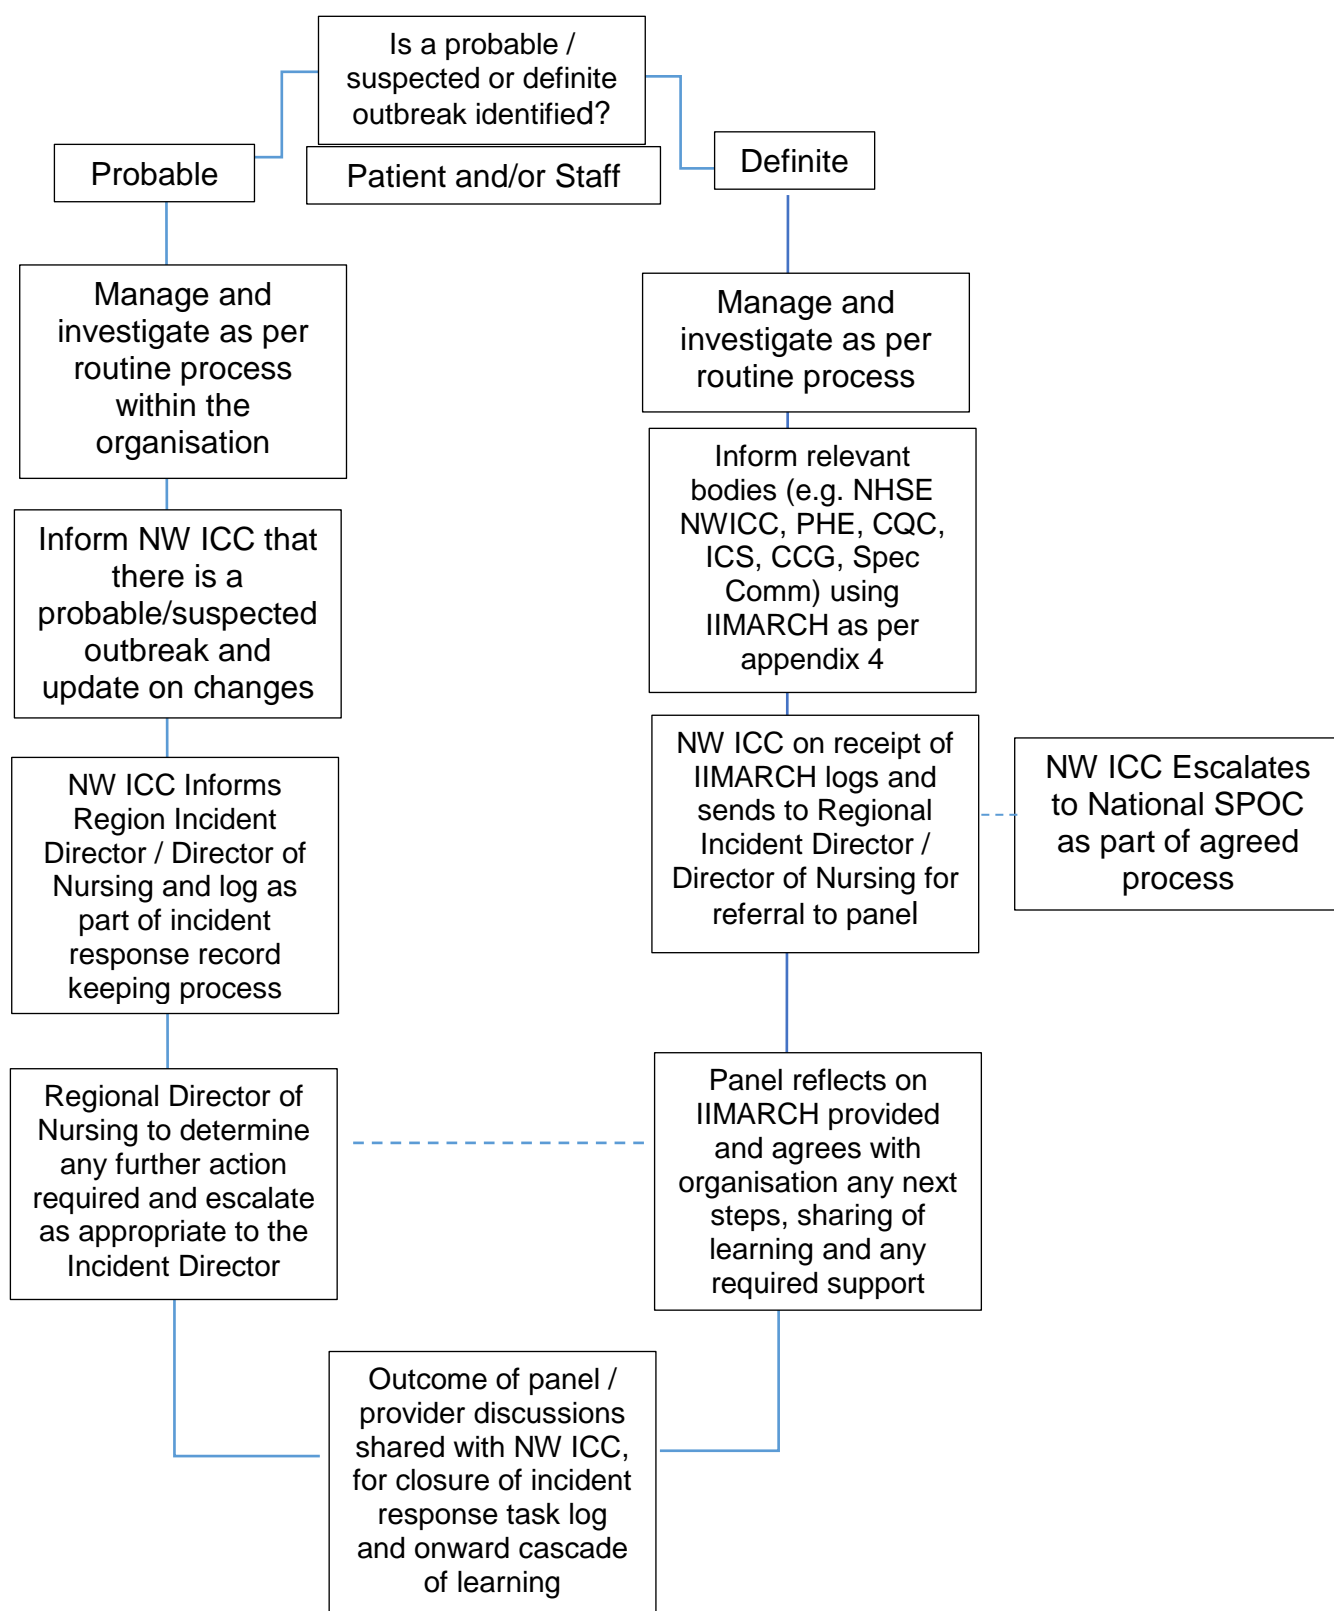 Is a probable /
suspected or definite
outbreak identified?
Patient and/or Staff
Probable
Definite
Manage and
investigate as per
routine process
within the
organisation
Inform NW ICC that
there is a
probable/suspected
outbreak and
update on changes
NW ICC Informs
Region Incident
Director / Director of
Nursing and log as
part of incident
response record
keeping process
Regional Director of
Nursing to determine
any further action
required and escalate
as appropriate to the
Incident Director
Manage and
investigate as per
routine process
Inform relevant
bodies (e.g. NHSE
NWICC, PHE, CQC,
ICS, CCG, Spec
Comm) using
IIMARCH as per
appendix 4
NW ICC on receipt of
IIMARCH logs and
sends to Regional
Incident Director /
Director of Nursing for
referral to panel
NW ICC Escalates
to National SPOC
as part of agreed
process
Panel reflects on
IIMARCH provided
and agrees with
organisation any next
steps, sharing of
learning and any
required support
Outcome of panel /
provider discussions
shared with NW ICC,
for closure of incident
response task log
and onward cascade
of learning